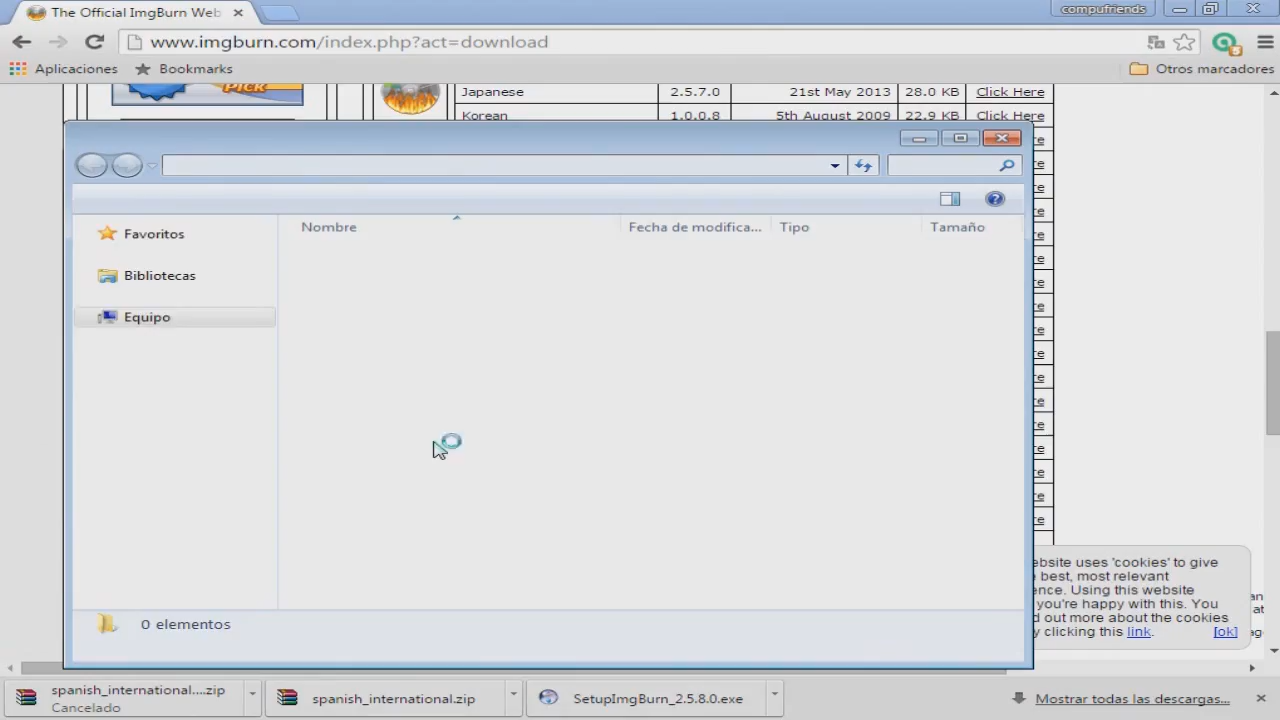 The Official ImgBurn Web
compufriends
www.imgburn.com/index.php?act=download
Aplicaciones
Bookmarks
Otros marcadores
Pick
Japanese 2.5.7.0 21st May 2013 28.0 KB Click Here
Korean 1.0.0.8 5th August 2009 22.9 KB Click Here
Nombre
Fecha de modifica...
Tipo
Tamaño
Favoritos
Bibliotecas
Equipo
0 elementos
ebsite uses 'cookies' to give
best, most relevant
ence. Using this website
you're happy with this. You
d out more about the cookies
y clicking this link. [ok]
spanish_international....zip
Cancelado
spanish_international.zip
SetupImgBurn_2.5.8.0.exe
Mostrar todas las descargas...